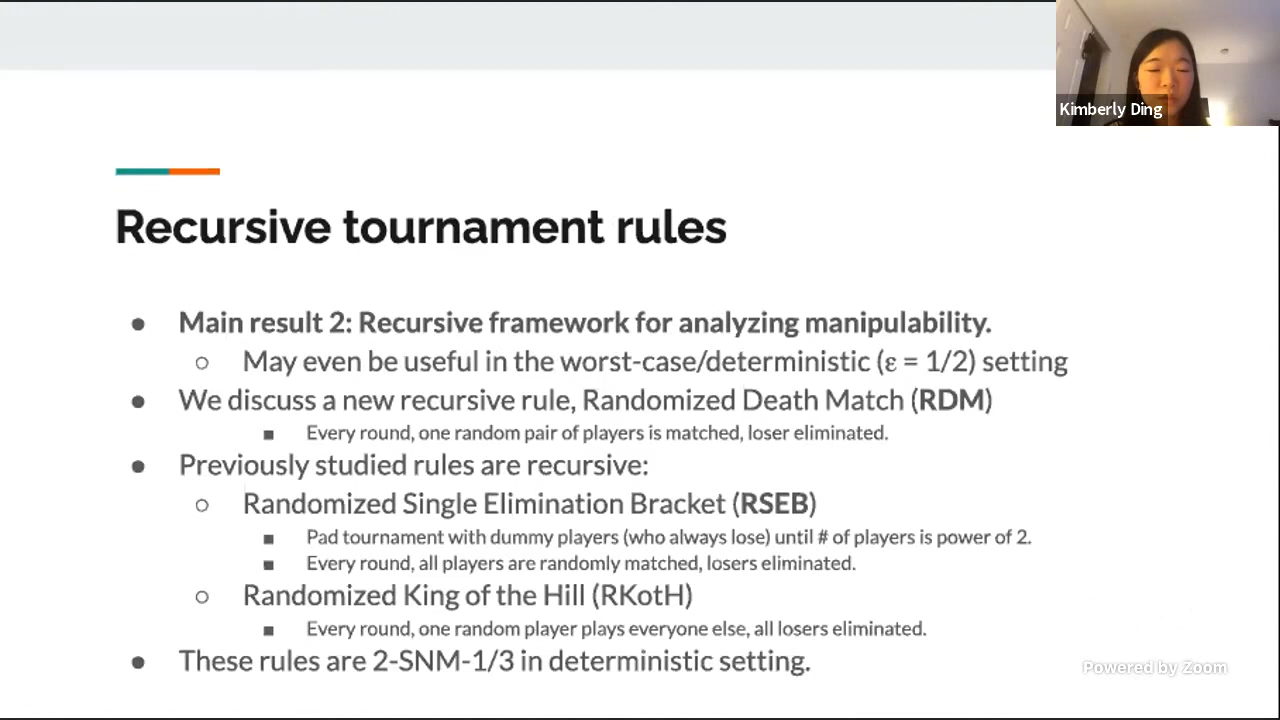 Kimberly Ding
Recursive tournament rules
● Main result 2: Recursive framework for analyzing manipulability.
○ May even be useful in the worst-case/deterministic (ε = 1/2) setting
● We discuss a new recursive rule, Randomized Death Match (RDM)
■ Every round, one random pair of players is matched, loser eliminated.
● Previously studied rules are recursive:
○ Randomized Single Elimination Bracket (RSEB)
■ Pad tournament with dummy players (who always lose) until # of players is power of 2.
■ Every round, all players are randomly matched, losers eliminated.
○ Randomized King of the Hill (RKotH)
■ Every round, one random player plays everyone else, all losers eliminated.
● These rules are 2-SNM-1/3 in deterministic setting.
Powered by Zoom